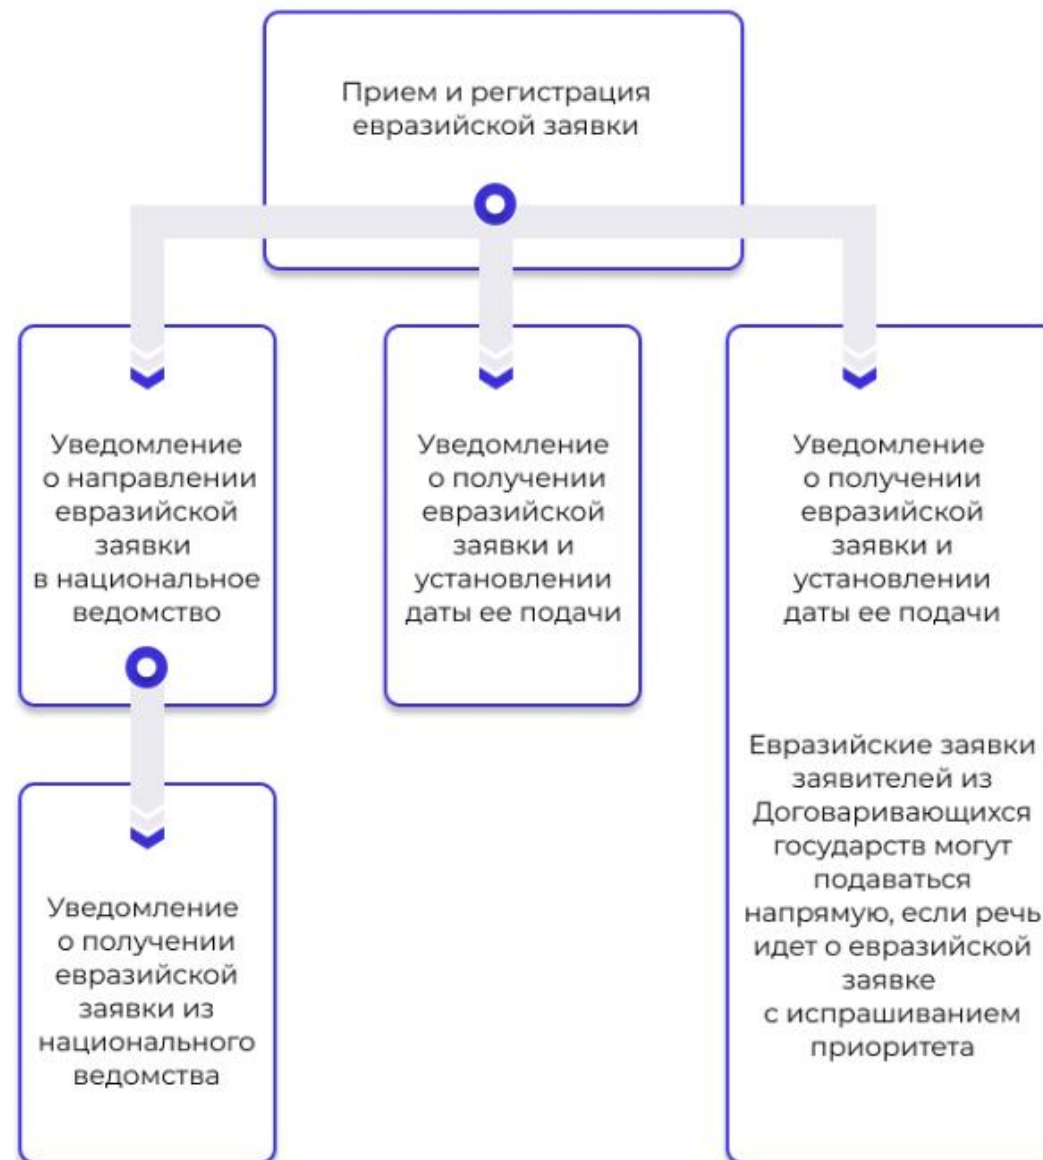 Прием и регистрация
евразийской заявки
Уведомление
о направлении
евразийской
заявки
в национальное
ведомство
Уведомление
о получении
евразийской
заявки из
национального
ведомства
Уведомление
о получении
евразийской
заявки и
установлении
даты ее подачи
Уведомление
о получении
евразийской
заявки и
установлении
даты ее подачи
Евразийские заявки
заявителей из
Договаривающихся
государств могут
подаваться
напрямую, если речь
идет о евразийской
заявке
с испрашиванием
приоритета